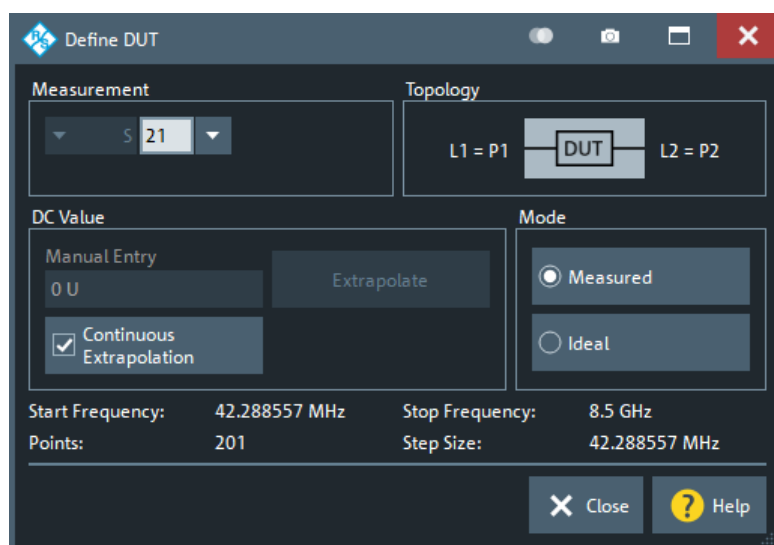 Define DUT
Measurement
S 21
Topology
L1 = P1 DUT L2 = P2
DC Value
Manual Entry
0 U
Extrapolate
Continuous
Extrapolation
Mode
Measured
Ideal
Start Frequency: 42.288557 MHz Stop Frequency: 8.5 GHz
Points: 201 Step Size: 42.288557 MHz
Close ? Help